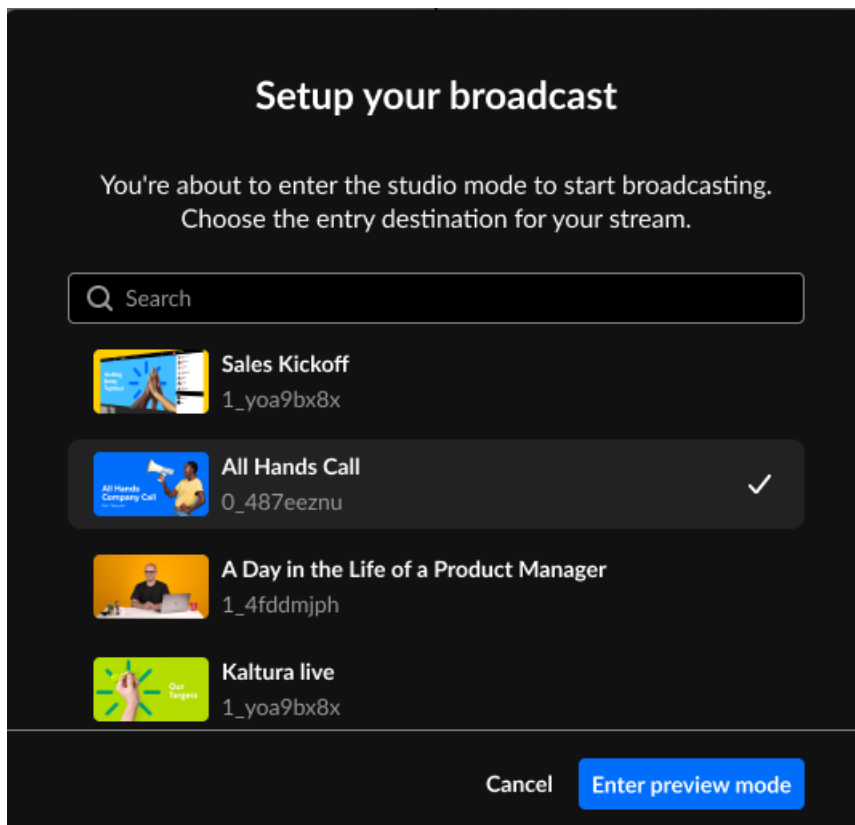 Setup your broadcast
You're about to enter the studio mode to start broadcasting.
Choose the entry destination for your stream.
Search
Sales Kickoff
1_yoa9bx8x
All Hands Call
0_487eeznu
All Hands
Company Call
A Day in the Life of a Product Manager
1_4fddmjph
Kaltura live
1_yoa9bx8x
Our
Targets
Cancel
Enter preview mode